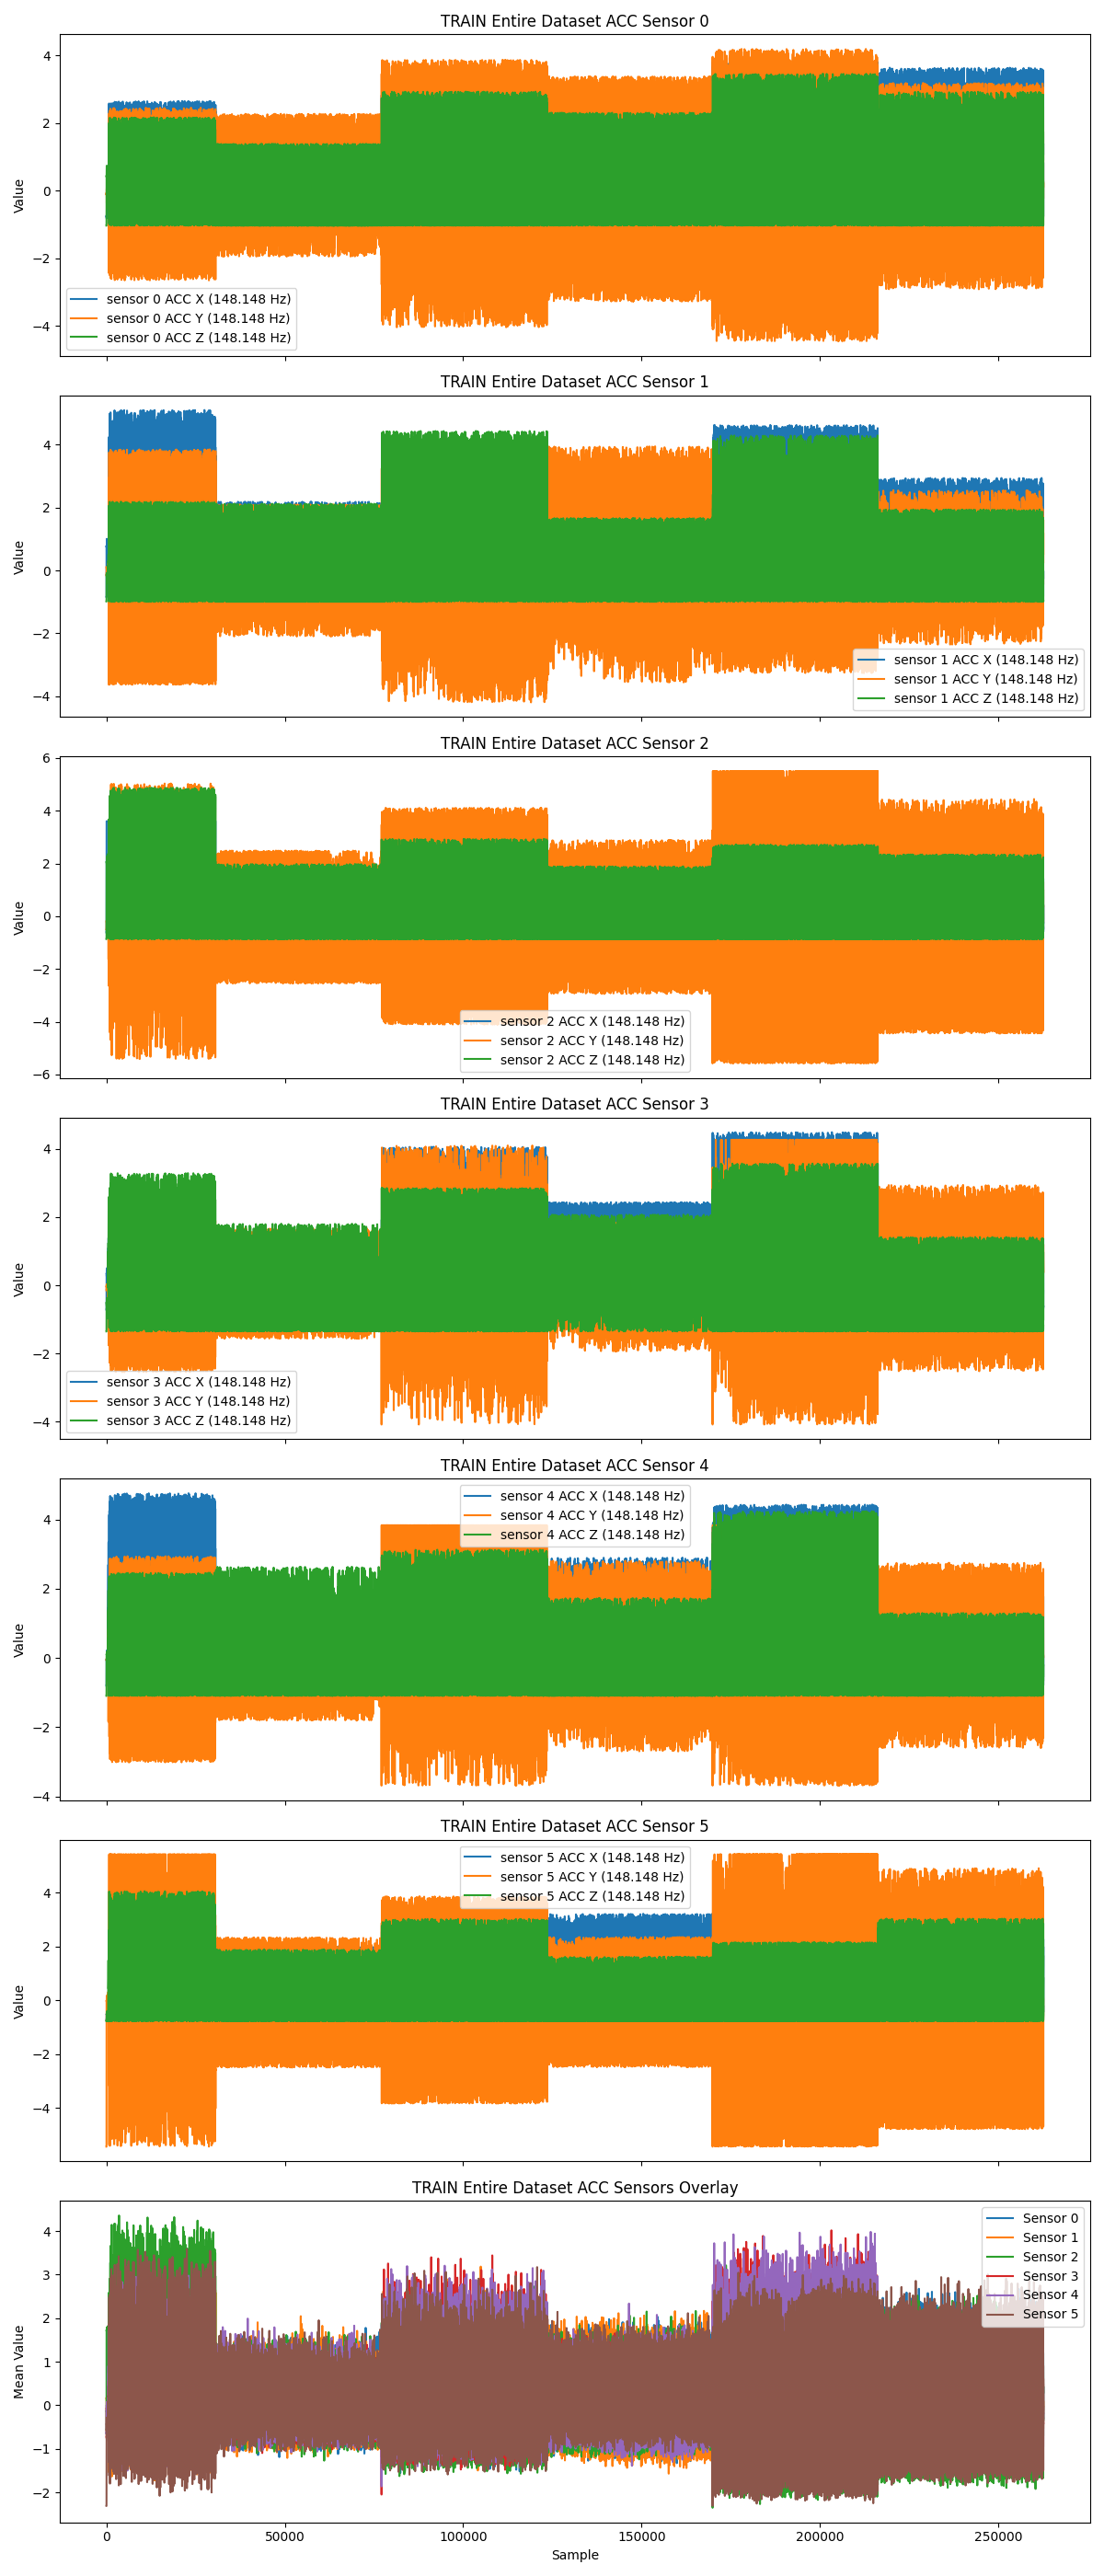 TRAIN Entire Dataset ACC Sensor 0
4
2
0
−2
−4
Value
sensor 0 ACC X (148.148 Hz)
sensor 0 ACC Y (148.148 Hz)
sensor 0 ACC Z (148.148 Hz)
TRAIN Entire Dataset ACC Sensor 1
4
2
0
−2
−4
Value
sensor 1 ACC X (148.148 Hz)
sensor 1 ACC Y (148.148 Hz)
sensor 1 ACC Z (148.148 Hz)
TRAIN Entire Dataset ACC Sensor 2
6
4
2
0
−2
−4
−6
Value
sensor 2 ACC X (148.148 Hz)
sensor 2 ACC Y (148.148 Hz)
sensor 2 ACC Z (148.148 Hz)
TRAIN Entire Dataset ACC Sensor 3
4
2
0
−2
−4
Value
sensor 3 ACC X (148.148 Hz)
sensor 3 ACC Y (148.148 Hz)
sensor 3 ACC Z (148.148 Hz)
TRAIN Entire Dataset ACC Sensor 4
4
2
0
−2
−4
Value
sensor 4 ACC X (148.148 Hz)
sensor 4 ACC Y (148.148 Hz)
sensor 4 ACC Z (148.148 Hz)
TRAIN Entire Dataset ACC Sensor 5
4
2
0
−2
−4
Value
sensor 5 ACC X (148.148 Hz)
sensor 5 ACC Y (148.148 Hz)
sensor 5 ACC Z (148.148 Hz)
TRAIN Entire Dataset ACC Sensors Overlay
4
3
2
1
0
−1
−2
Mean Value
Sensor 0
Sensor 1
Sensor 2
Sensor 3
Sensor 4
Sensor 5
0 50000 100000 150000 200000 250000
Sample